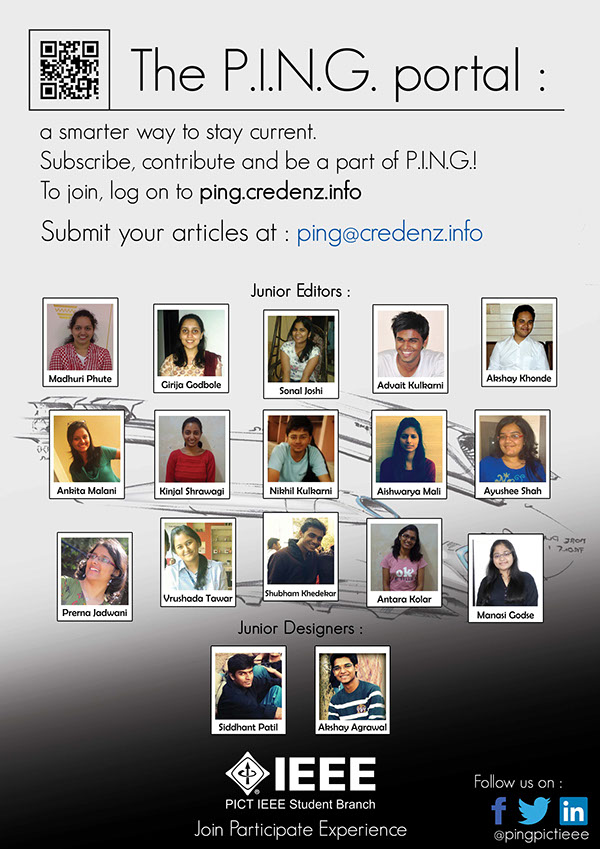 The P.I.N.G. portal :
a smarter way to stay current.
Subscribe, contribute and be a part of P.I.N.G.!
To join, log on to ping.credenz.info
Submit your articles at : ping@credenz.info
Junior Editors :
Madhuri Phute
Girija Godbole
Sonal Joshi
Advait Kulkarni
Akshay Khonde
Ankita Malani
Kinjal Shrawagi
Nikhil Kulkarni
Aishwarya Mali
Ayushee Shah
Prerna Jadwani
Vrushada Tawar
Shubham Khedekar
Antara Kolar
Manasi Godse
Junior Designers :
Siddhant Patil
Akshay Agrawal
IEEE
PICT IEEE Student Branch
Join Participate Experience
Follow us on :
@pingpictieee